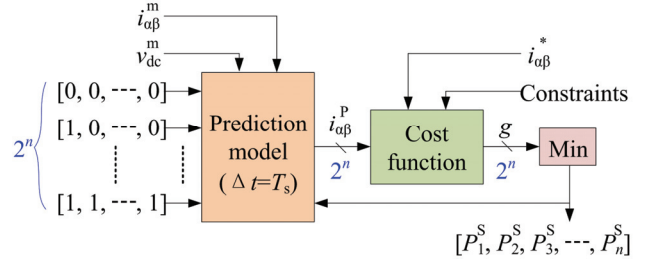 i_αβ^m
v_dc^m
i_αβ^*
[0, 0, ---, 0]
Constraints
[1, 0, ---, 0]
2^n
Prediction model
(Δt=T_s)
i_αβ^P
2^n
Cost function
g
2^n
Min
[1, 1, ---, 1]
[P_1^S, P_2^S, P_3^S, ---, P_n^S]